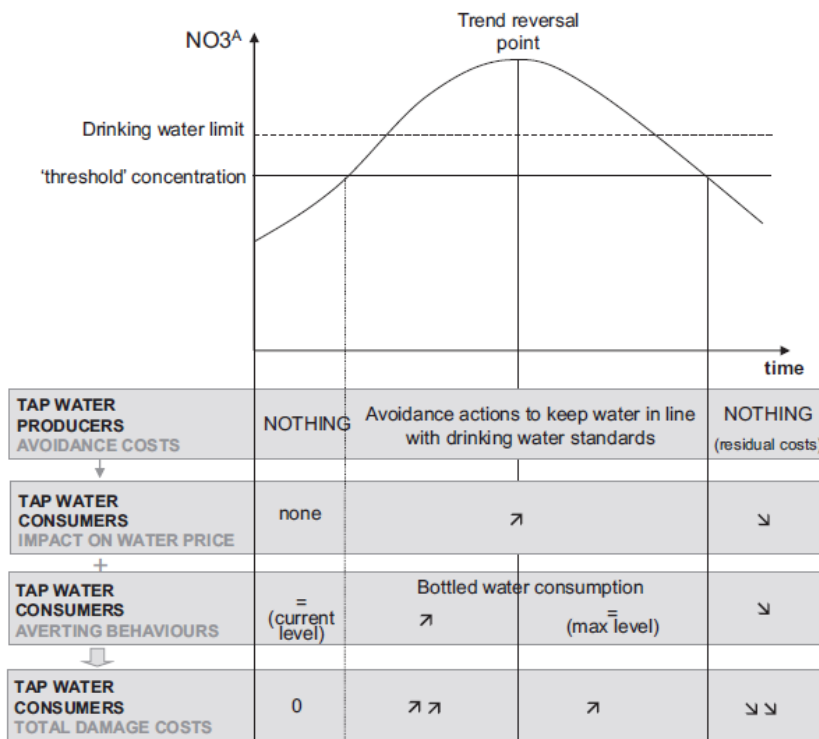 Trend reversal
point
NO3ᴬ
Drinking water limit
'threshold' concentration
time
TAP WATER
PRODUCERS
AVOIDANCE COSTS
NOTHING
Avoidance actions to keep water in line
with drinking water standards
NOTHING
(residual costs)
TAP WATER
CONSUMERS
IMPACT ON WATER PRICE
none
↗
↘
+
TAP WATER
CONSUMERS
AVERTING BEHAVIOURS
=
(current
level)
Bottled water consumption
↗
=
(max level)
↘
TAP WATER
CONSUMERS
TOTAL DAMAGE COSTS
0
↗↗
↗
↘↘